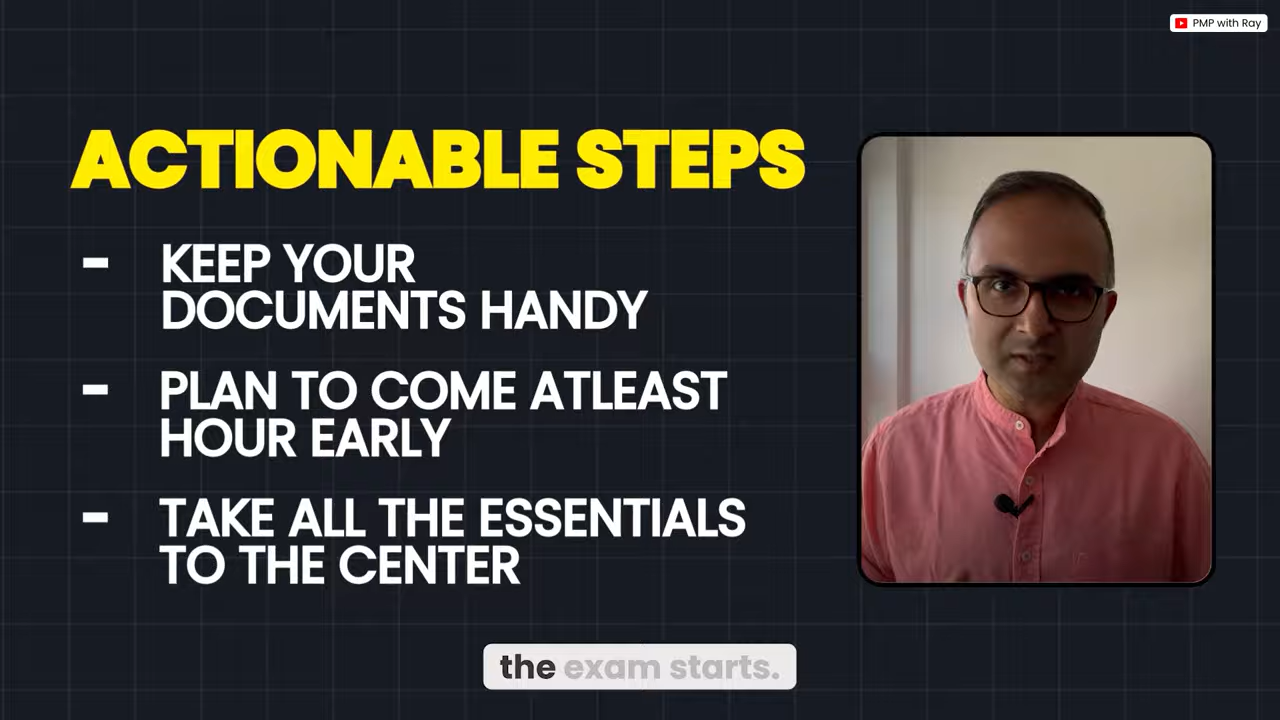 PMP with Ray
ACTIONABLE STEPS
- KEEP YOUR
DOCUMENTS HANDY
- PLAN TO COME ATLEAST
HOUR EARLY
- TAKE ALL THE ESSENTIALS
TO THE CENTER
the exam starts.